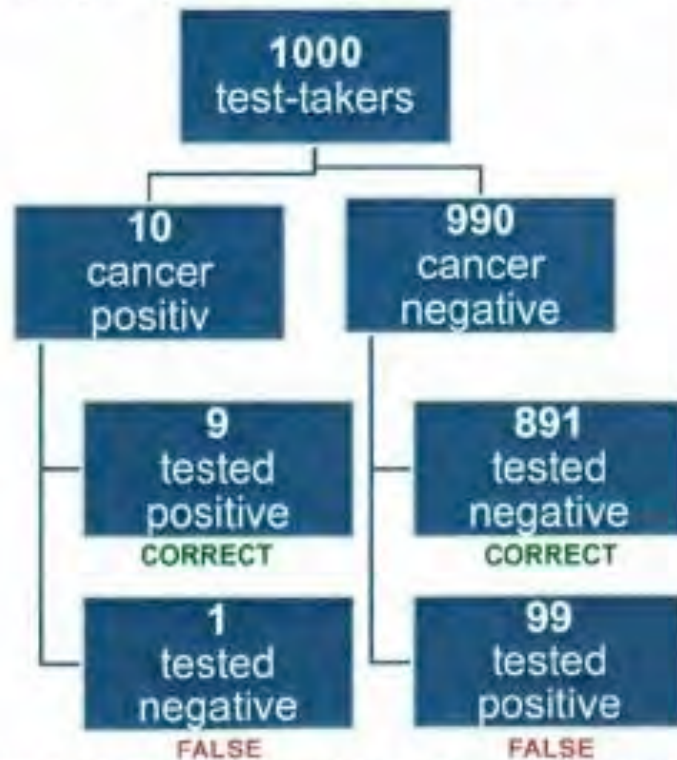 1000
test-takers
10
cancer
positiv
990
cancer
negative
9
tested
positive
CORRECT
891
tested
negative
CORRECT
1
tested
negative
FALSE
99
tested
positive
FALSE